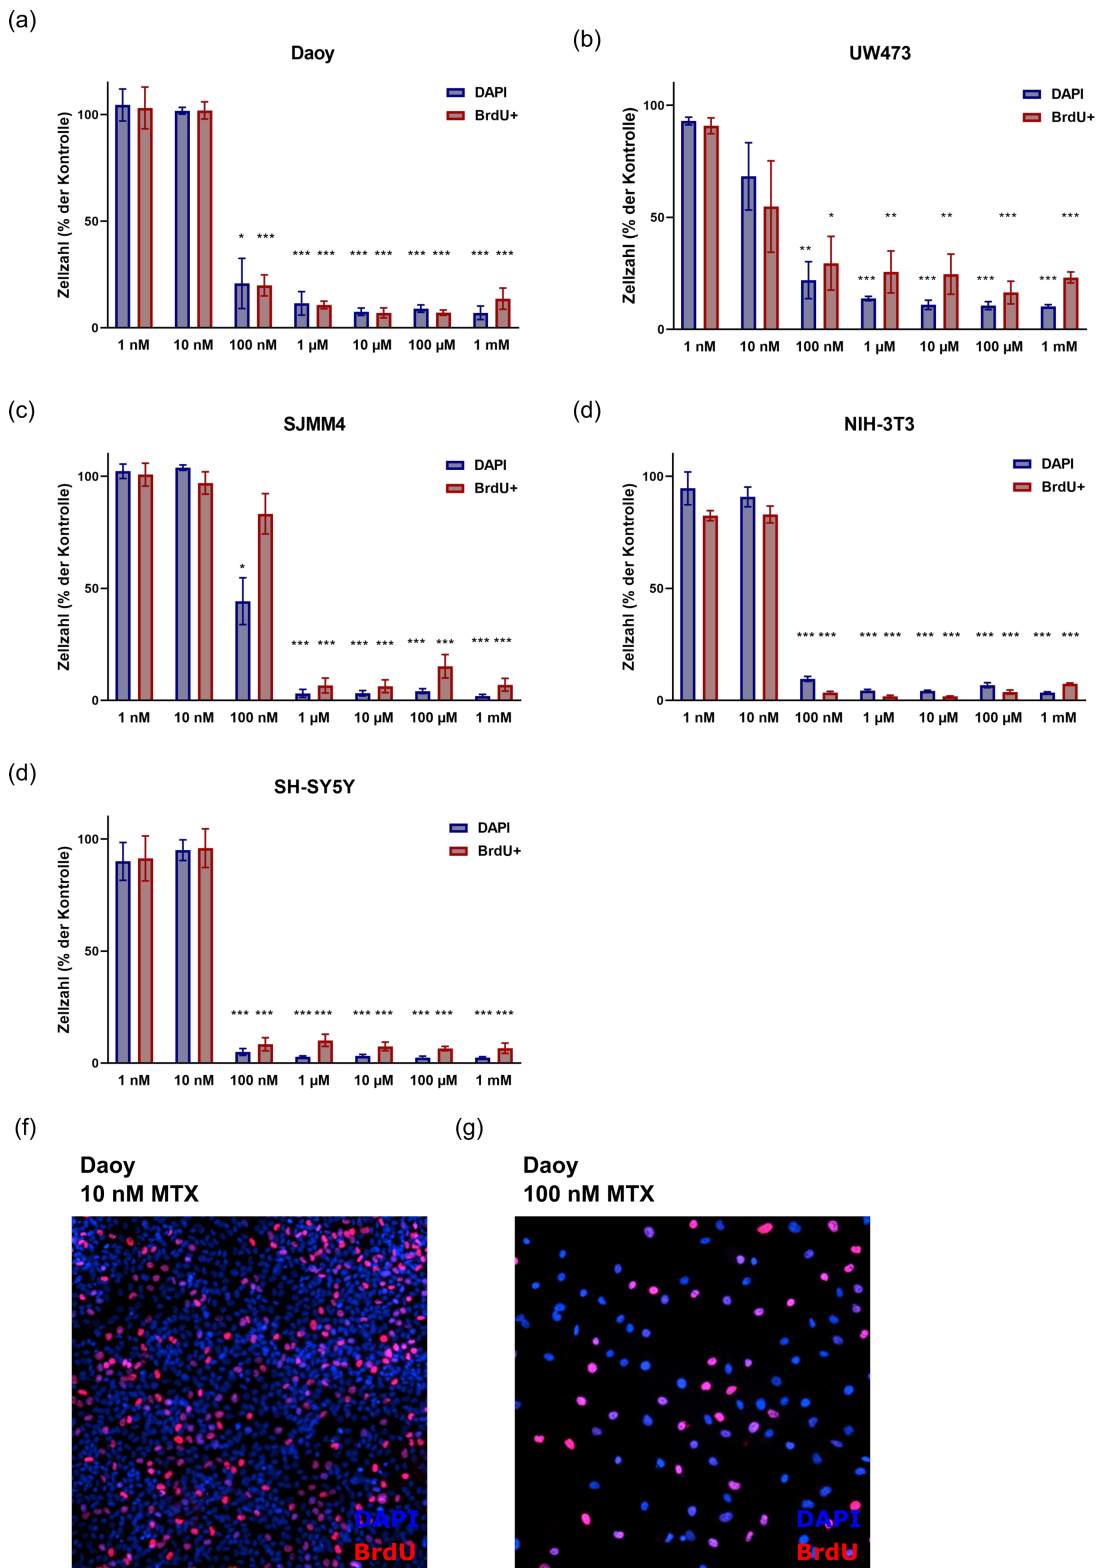 (a)
Daoy
Zellzahl (% der Kontrolle)
100
50
0
DAPI
BrdU+
* *** *** *** *** *** *** *** *** ***
1 nM 10 nM 100 nM 1 µM 10 µM 100 µM 1 mM
(b)
UW473
Zellzahl (% der Kontrolle)
100
50
0
DAPI
BrdU+
** * *** ** *** ** *** *** *** ***
1 nM 10 nM 100 nM 1 µM 10 µM 100 µM 1 mM
(c)
SJMM4
Zellzahl (% der Kontrolle)
100
50
0
DAPI
BrdU+
* *** *** *** *** *** *** *** ***
1 nM 10 nM 100 nM 1 µM 10 µM 100 µM 1 mM
(d)
NIH-3T3
Zellzahl (% der Kontrolle)
100
50
0
DAPI
BrdU+
*** *** *** *** *** *** *** *** *** ***
1 nM 10 nM 100 nM 1 µM 10 µM 100 µM 1 mM
(d)
SH-SY5Y
Zellzahl (% der Kontrolle)
100
50
0
DAPI
BrdU+
*** *** *** *** *** *** *** *** *** ***
1 nM 10 nM 100 nM 1 µM 10 µM 100 µM 1 mM
(f)
Daoy
10 nM MTX
DAPI
BrdU
(g)
Daoy
100 nM MTX
DAPI
BrdU